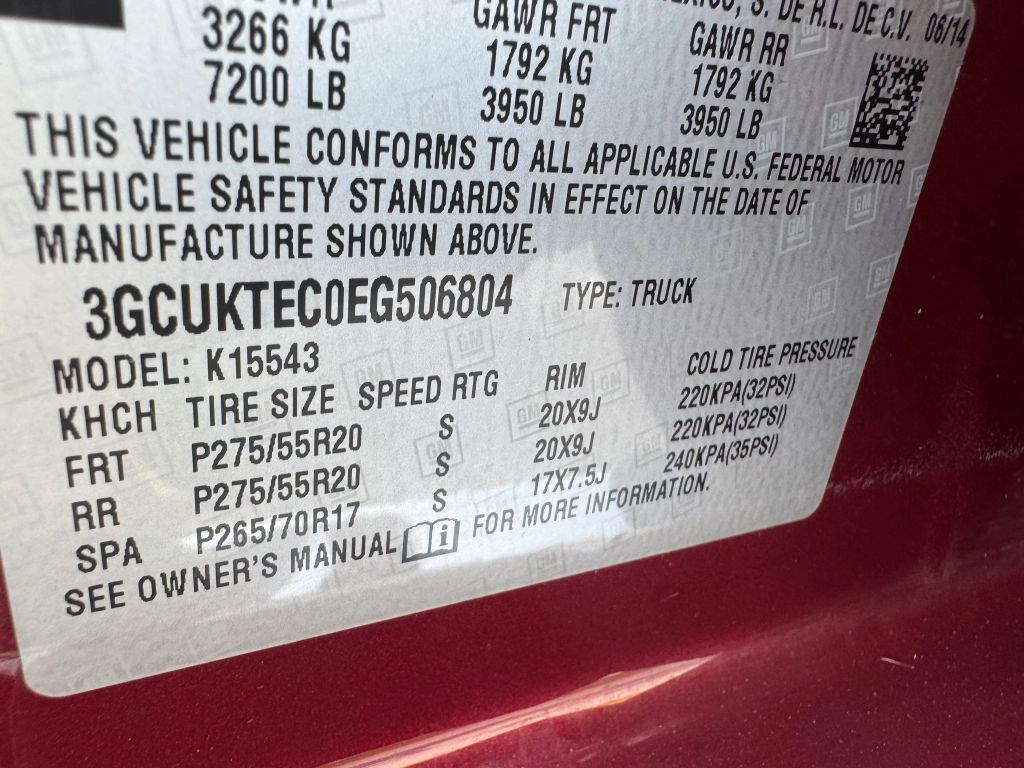 MEXICO, S. DE R.L. DE C.V. 06/14
GAWR FRT GAWR RR
3266 KG 1792 KG 1792 KG
7200 LB 3950 LB 3950 LB
THIS VEHICLE CONFORMS TO ALL APPLICABLE U.S. FEDERAL MOTOR
VEHICLE SAFETY STANDARDS IN EFFECT ON THE DATE OF
MANUFACTURE SHOWN ABOVE.
3GCUKTEC0EG506804 TYPE: TRUCK
MODEL: K15543
KHCH TIRE SIZE SPEED RTG RIM COLD TIRE PRESSURE
FRT P275/55R20 S 20X9J 220KPA(32PSI)
RR P275/55R20 S 20X9J 220KPA(32PSI)
SPA P265/70R17 S 17X7.5J 240KPA(35PSI)
SEE OWNER'S MANUAL FOR MORE INFORMATION.